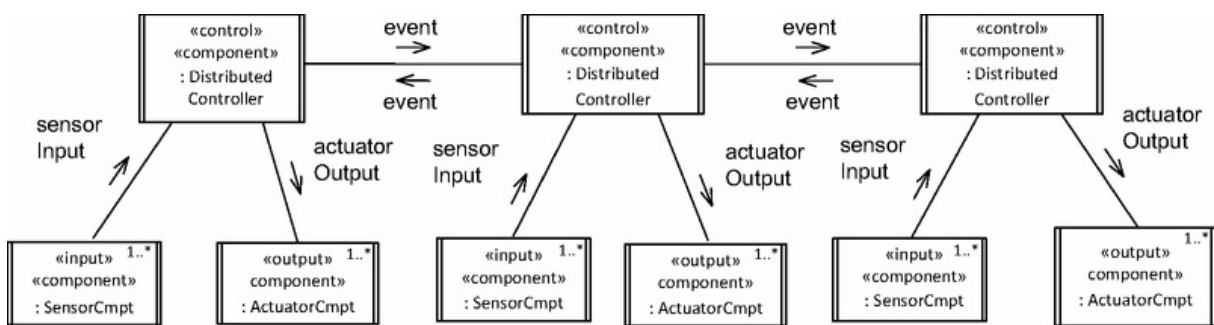 «control»
«component»
: Distributed
Controller
event
event
«control»
«component»
: Distributed
Controller
event
event
«control»
«component»
: Distributed
Controller
sensor
Input
actuator
Output
sensor
Input
actuator
Output
sensor
Input
actuator
Output
«input» 1..*
«component»
: SensorCmpt
«output» 1..*
component»
: ActuatorCmpt
«input» 1..*
«component»
: SensorCmpt
«output» 1..*
component»
: ActuatorCmpt
«input» 1..*
«component»
: SensorCmpt
«output» 1..*
component»
: ActuatorCmpt